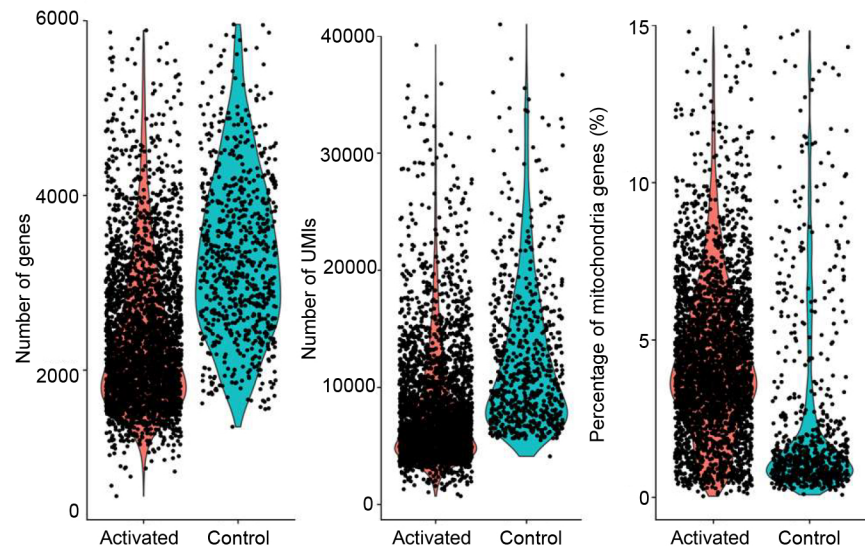 Number of genes
6000
4000
2000
0
Activated
Control
Number of UMIs
40000
30000
20000
10000
0
Activated
Control
Percentage of mitochondria genes (%)
15
10
5
0
Activated
Control